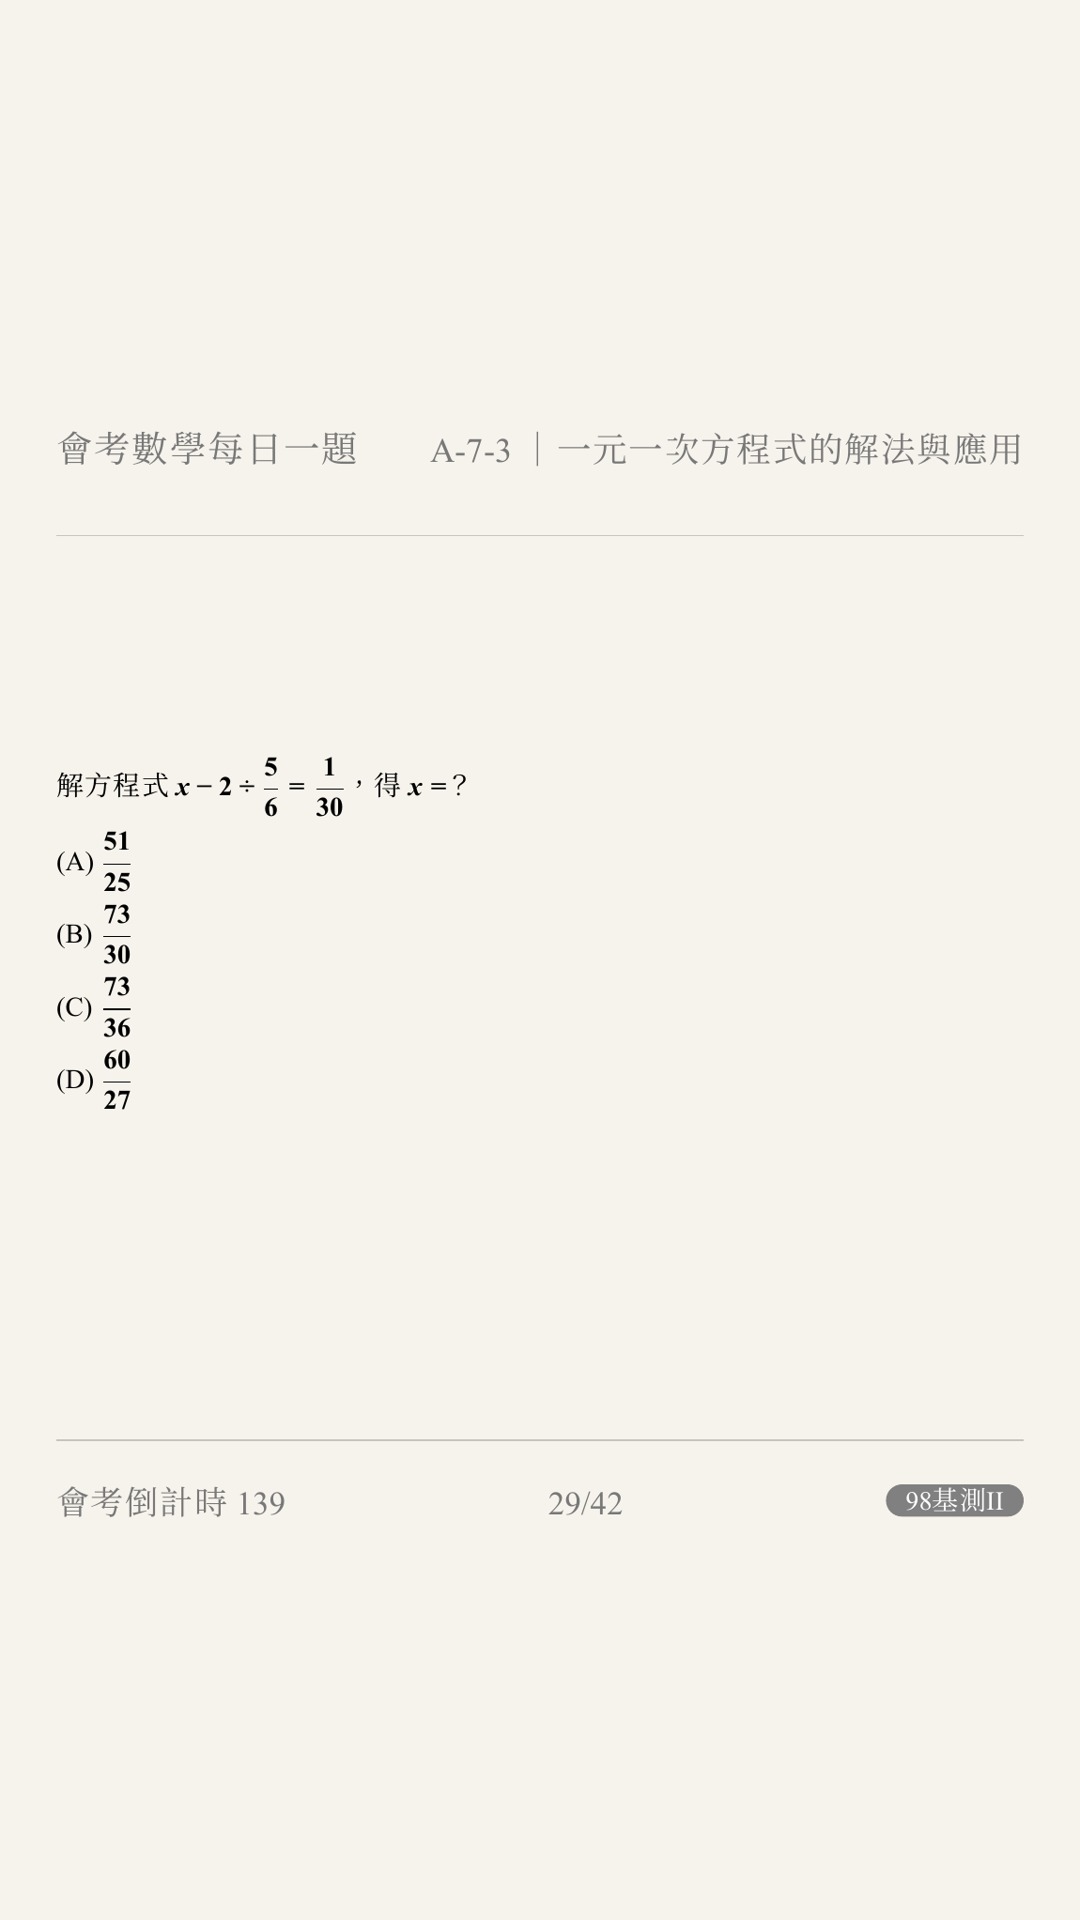 會考數學每日一題 A-7-3｜一元一次方程式的解法與應用
解方程式 x − 2 ÷ 5/6 = 1/30，得 x =？
(A) 51/25
(B) 73/30
(C) 73/36
(D) 60/27
會考倒計時 139 29/42 98基測II